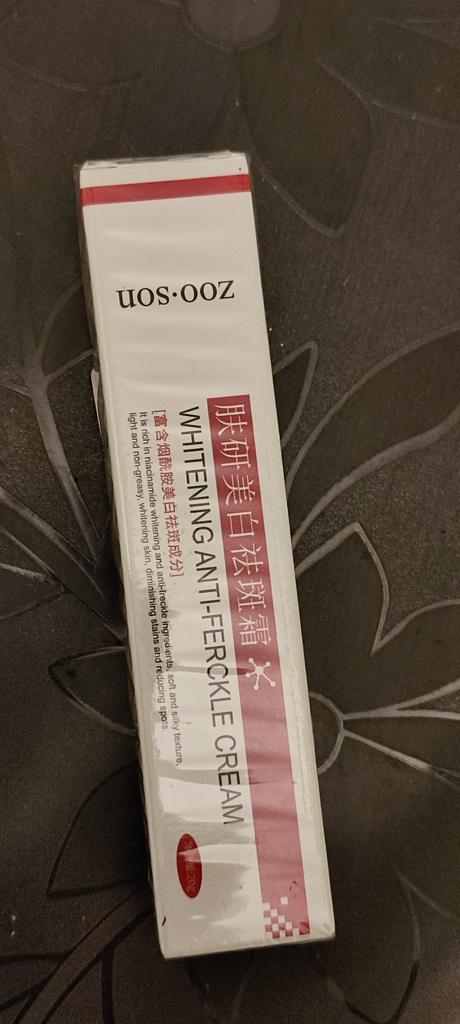 zoo·son
肤研美白祛斑霜
WHITENING ANTI-FERCKLE CREAM
[富含烟酰胺美白祛斑成分]
It is rich in niacinamide whitening and anti-freckle ingredients, soft and silky texture,
light and non-greasy, whitening skin, diminishing stains and reducing spots.
20g